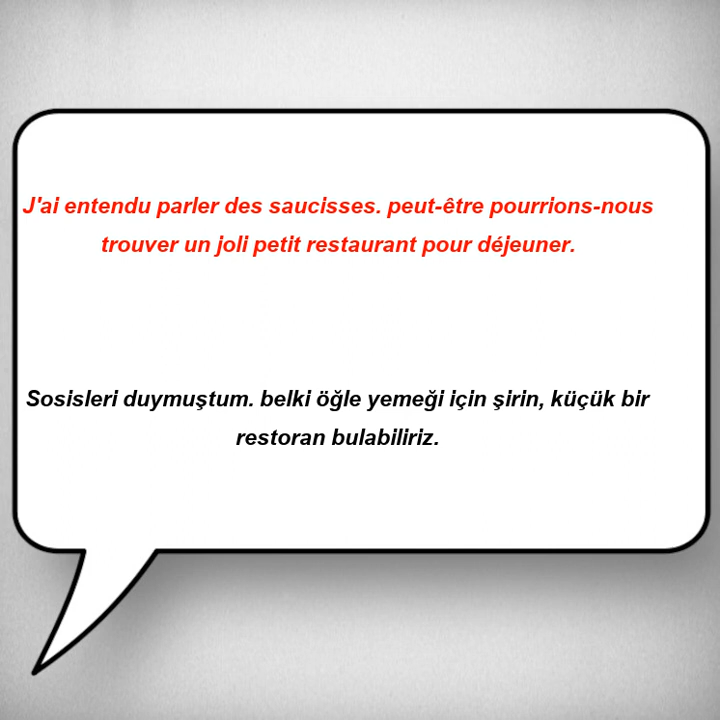 J'ai entendu parler des saucisses. peut-être pourrions-nous
trouver un joli petit restaurant pour déjeuner.
Sosisleri duymuştum. belki öğle yemeği için şirin, küçük bir
restoran bulabiliriz.